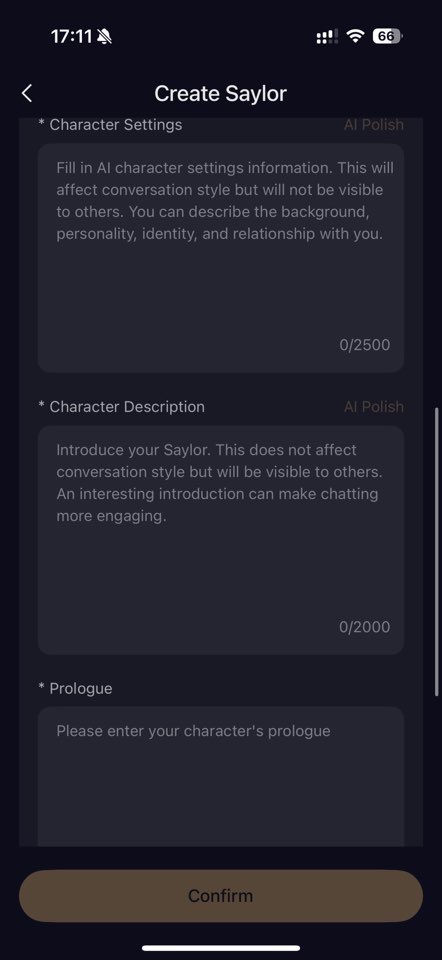 17:11
66
Create Saylor
* Character Settings AI Polish
Fill in AI character settings information. This will
affect conversation style but will not be visible
to others. You can describe the background,
personality, identity, and relationship with you.
0/2500
* Character Description AI Polish
Introduce your Saylor. This does not affect
conversation style but will be visible to others.
An interesting introduction can make chatting
more engaging.
0/2000
* Prologue
Please enter your character's prologue
Confirm